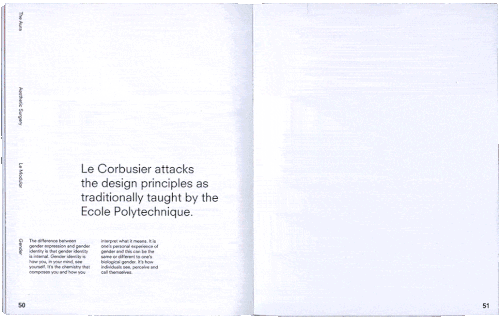 The Aura
Aesthetic Surgery
Le Modulor
Gender
Le Corbusier attacks
the design principles as
traditionally taught by the
Ecole Polytechnique.
The difference between
gender expression and gender
identity is that gender identity
is internal. Gender identity is
how you, in your mind, see
yourself. It's the chemistry that
composes you and how you
interpret what it means. It is
one's personal experience of
gender and this can be the
same or different to one's
biological gender. It's how
individuals see, perceive and
call themselves.
50
51